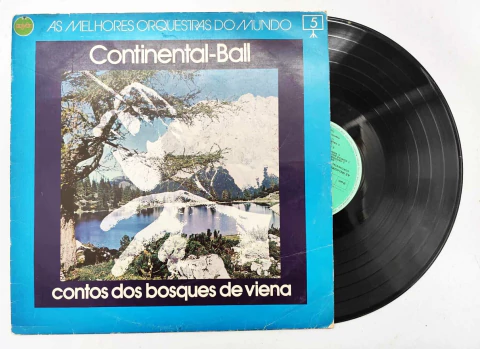 AS MELHORES ORQUESTRAS DO MUNDO
5
Continental-Ball
contos dos bosques de viena